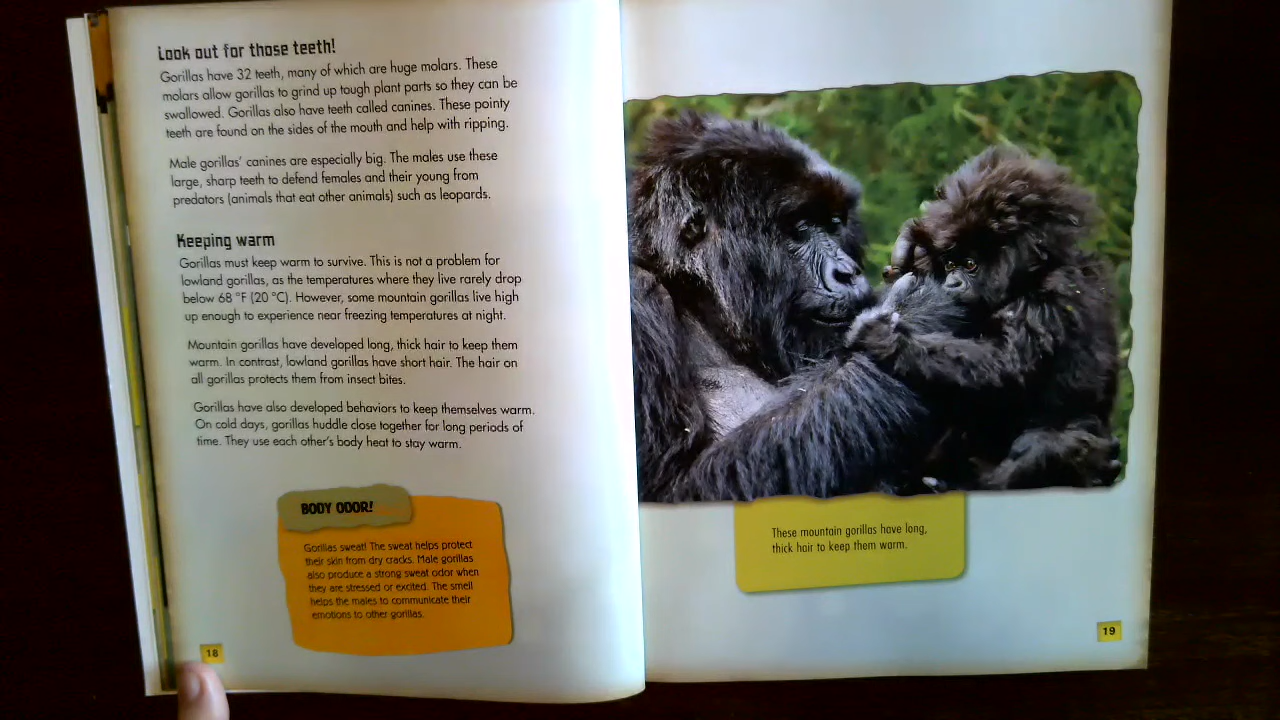 Look out for those teeth!
Gorillas have 32 teeth, many of which are huge molars. These
molars allow gorillas to grind up tough plant parts so they can be
swallowed. Gorillas also have teeth called canines. These pointy
teeth are found on the sides of the mouth and help with ripping.
Male gorillas' canines are especially big. The males use these
large, sharp teeth to defend females and their young from
predators (animals that eat other animals) such as leopards.
Keeping warm
Gorillas must keep warm to survive. This is not a problem for
lowland gorillas, as the temperatures where they live rarely drop
below 68 °F (20 °C). However, some mountain gorillas live high
up enough to experience near freezing temperatures at night.
Mountain gorillas have developed long, thick hair to keep them
warm. In contrast, lowland gorillas have short hair. The hair on
all gorillas protects them from insect bites.
Gorillas have also developed behaviors to keep themselves warm.
On cold days, gorillas huddle close together for long periods of
time. They use each other's body heat to stay warm.
BODY ODOR!
Gorillas sweat! The sweat helps protect
their skin from dry cracks. Male gorillas
also produce a strong sweat odor when
they are stressed or excited. The smell
helps the males to communicate their
emotions to other gorillas.
18
These mountain gorillas have long,
thick hair to keep them warm.
19